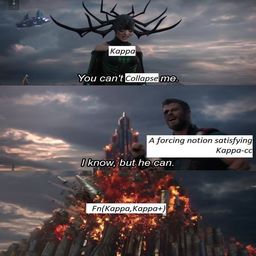 Kappa
You can't Collapse me.
A forcing notion satisfying
Kappa-cc
I know, but he can.
Fn(Kappa,Kappa+)